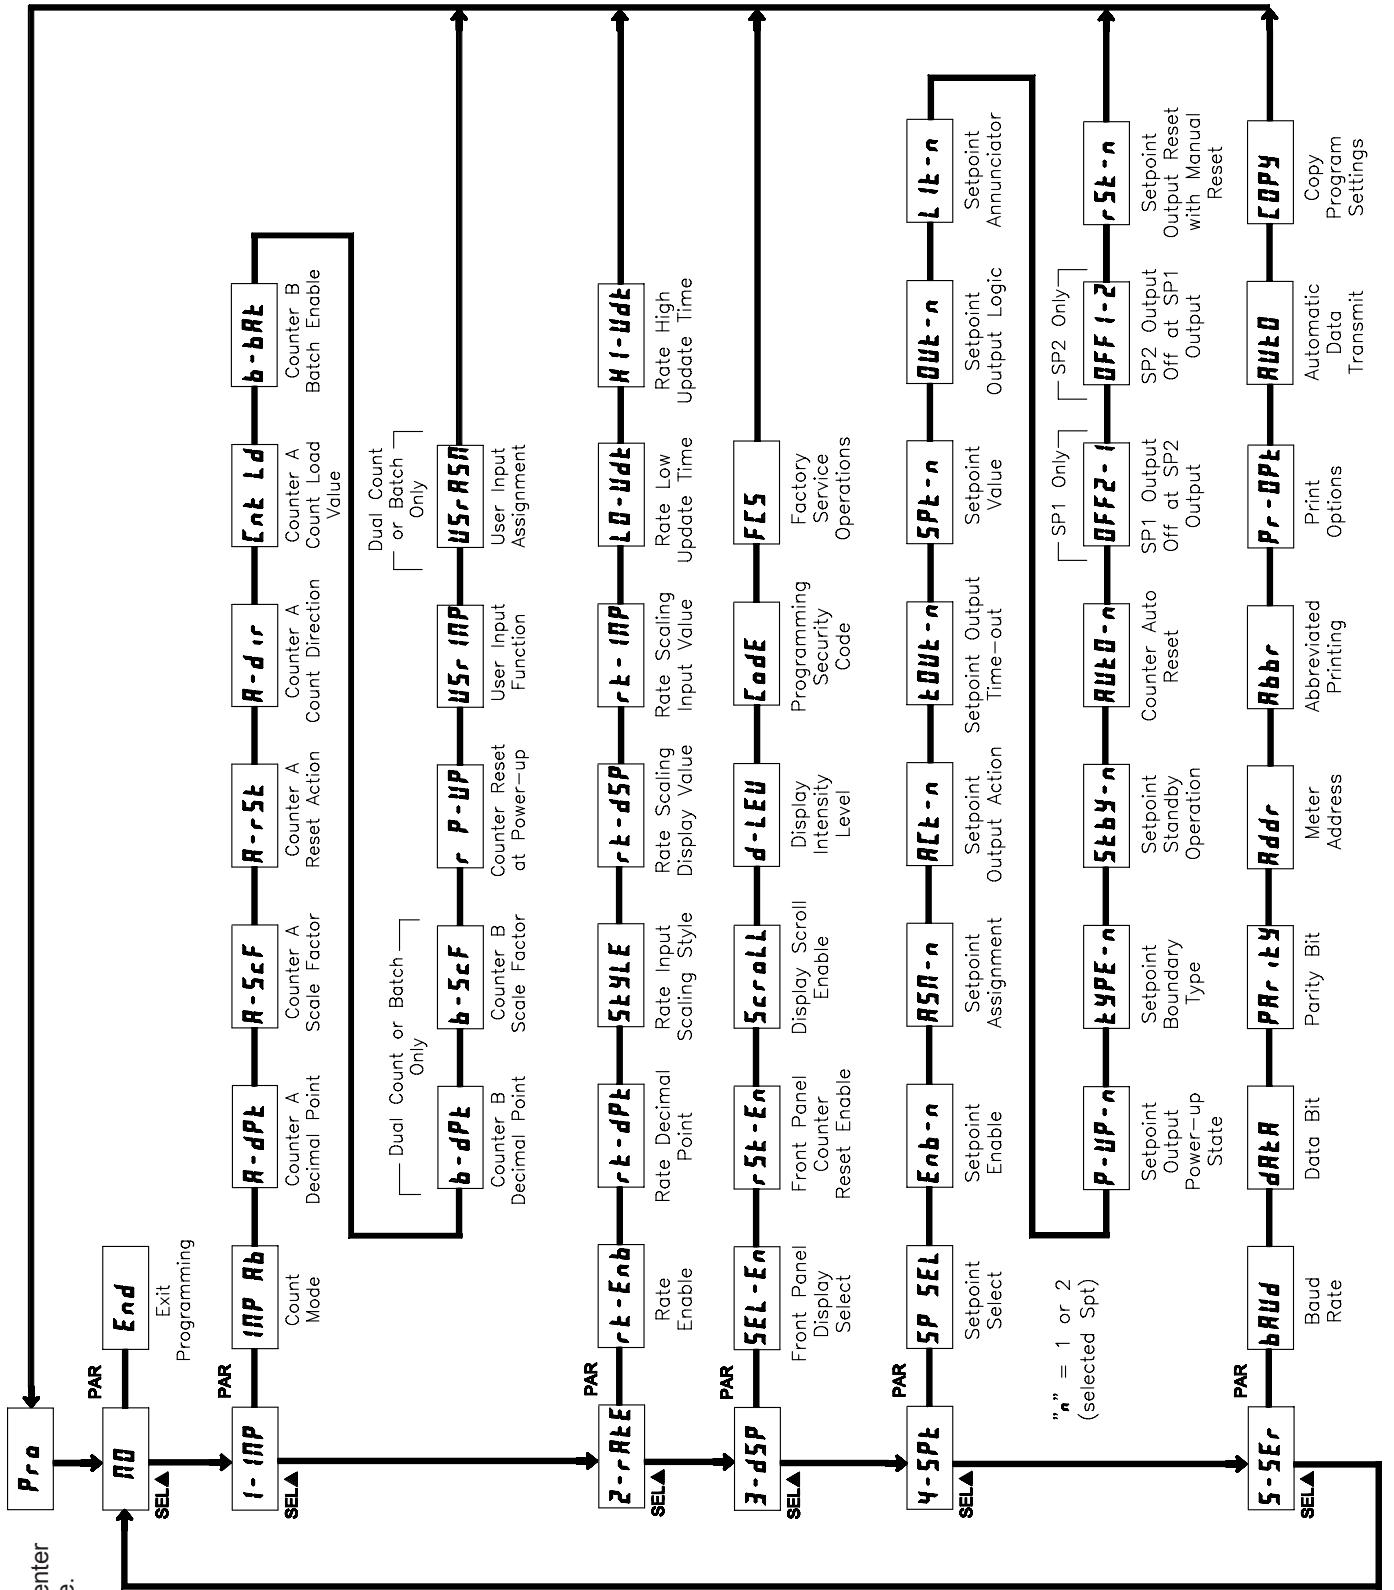 Pro
NO
PAR
End
Exit
Programming
SEL▲
1-INP
PAR
INP Ab
Count
Mode
A-dPt
Counter A
Decimal Point
A-ScF
Counter A
Scale Factor
A-rSt
Counter A
Reset Action
A-dir
Counter A
Count Direction
Cnt Ld
Counter A
Count Load
Value
b-bAt
Counter B
Batch Enable
SEL▲
Dual Count or Batch
Only
b-dPt
Counter B
Decimal Point
b-ScF
Counter B
Scale Factor
r P-UP
Counter Reset
at Power-up
USrINP
User Input
Function
Dual Count
or Batch
Only
USrASN
User Input
Assignment
2-rAtE
PAR
rt-Enb
Rate
Enable
rt-dPt
Rate Decimal
Point
StYLE
Rate Input
Scaling Style
rt-dSP
Rate Scaling
Display Value
rt-INP
Rate Scaling
Input Value
LO-Udt
Rate Low
Update Time
HI-Udt
Rate High
Update Time
SEL▲
3-dSP
PAR
SEL-En
Front Panel
Display
Select
rSt-En
Front Panel
Counter
Reset Enable
ScroLL
Display Scroll
Enable
d-LEV
Display
Intensity
Level
CodE
Programming
Security
Code
FCS
Factory
Service
Operations
SEL▲
4-SPt
PAR
SP SEL
Setpoint
Select
Enb-n
Setpoint
Enable
ASN-n
Setpoint
Assignment
ACt-n
Setpoint
Output Action
tOUt-n
Setpoint Output
Time-out
SPt-n
Setpoint
Value
OUt-n
Setpoint
Output Logic
LIt-n
Setpoint
Annunciator
SEL▲
"n" = 1 or 2
(selected Spt)
P-UP-n
Setpoint
Output
Power-up
State
tYPE-n
Setpoint
Boundary
Type
Stby-n
Setpoint
Standby
Operation
AUtO-n
Counter Auto
Reset
SP1 Only
OFF2-1
SP1 Output
Off at SP2
Output
SP2 Only
OFF1-2
SP2 Output
Off at SP1
Output
rSt-n
Setpoint
Output Reset
with Manual
Reset
5-SEr
PAR
bAUd
Baud
Rate
dAtA
Data Bit
PAritY
Parity Bit
Addr
Meter
Address
Abbr
Abbreviated
Printing
Pr-OPt
Print
Options
AUtO
Automatic
Data
Transmit
COPY
Copy
Program
Settings
SEL▲
enter
e.